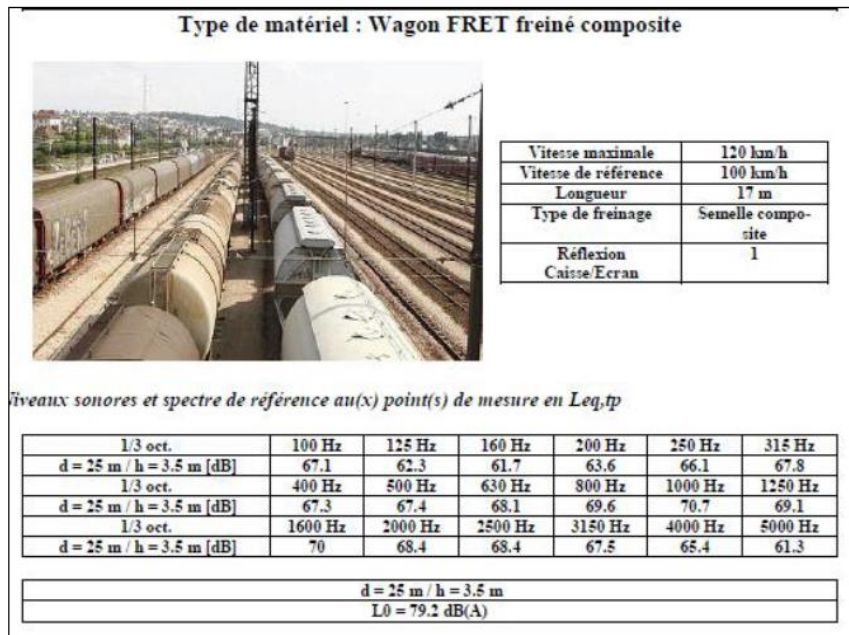 Type de matériel : Wagon FRET freiné composite
Vitesse maximale 120 km/h
Vitesse de référence 100 km/h
Longueur 17 m
Type de freinage Semelle compo-
site
Réflexion 1
Caisse/Ecran
iveaux sonores et spectre de référence au(x) point(s) de mesure en Leq,tp
1/3 oct. 100 Hz 125 Hz 160 Hz 200 Hz 250 Hz 315 Hz
d = 25 m / h = 3.5 m [dB] 67.1 62.3 61.7 63.6 66.1 67.8
1/3 oct. 400 Hz 500 Hz 630 Hz 800 Hz 1000 Hz 1250 Hz
d = 25 m / h = 3.5 m [dB] 67.3 67.4 68.1 69.6 70.7 69.1
1/3 oct. 1600 Hz 2000 Hz 2500 Hz 3150 Hz 4000 Hz 5000 Hz
d = 25 m / h = 3.5 m [dB] 70 68.4 68.4 67.5 65.4 61.3
d = 25 m / h = 3.5 m
L0 = 79.2 dB(A)